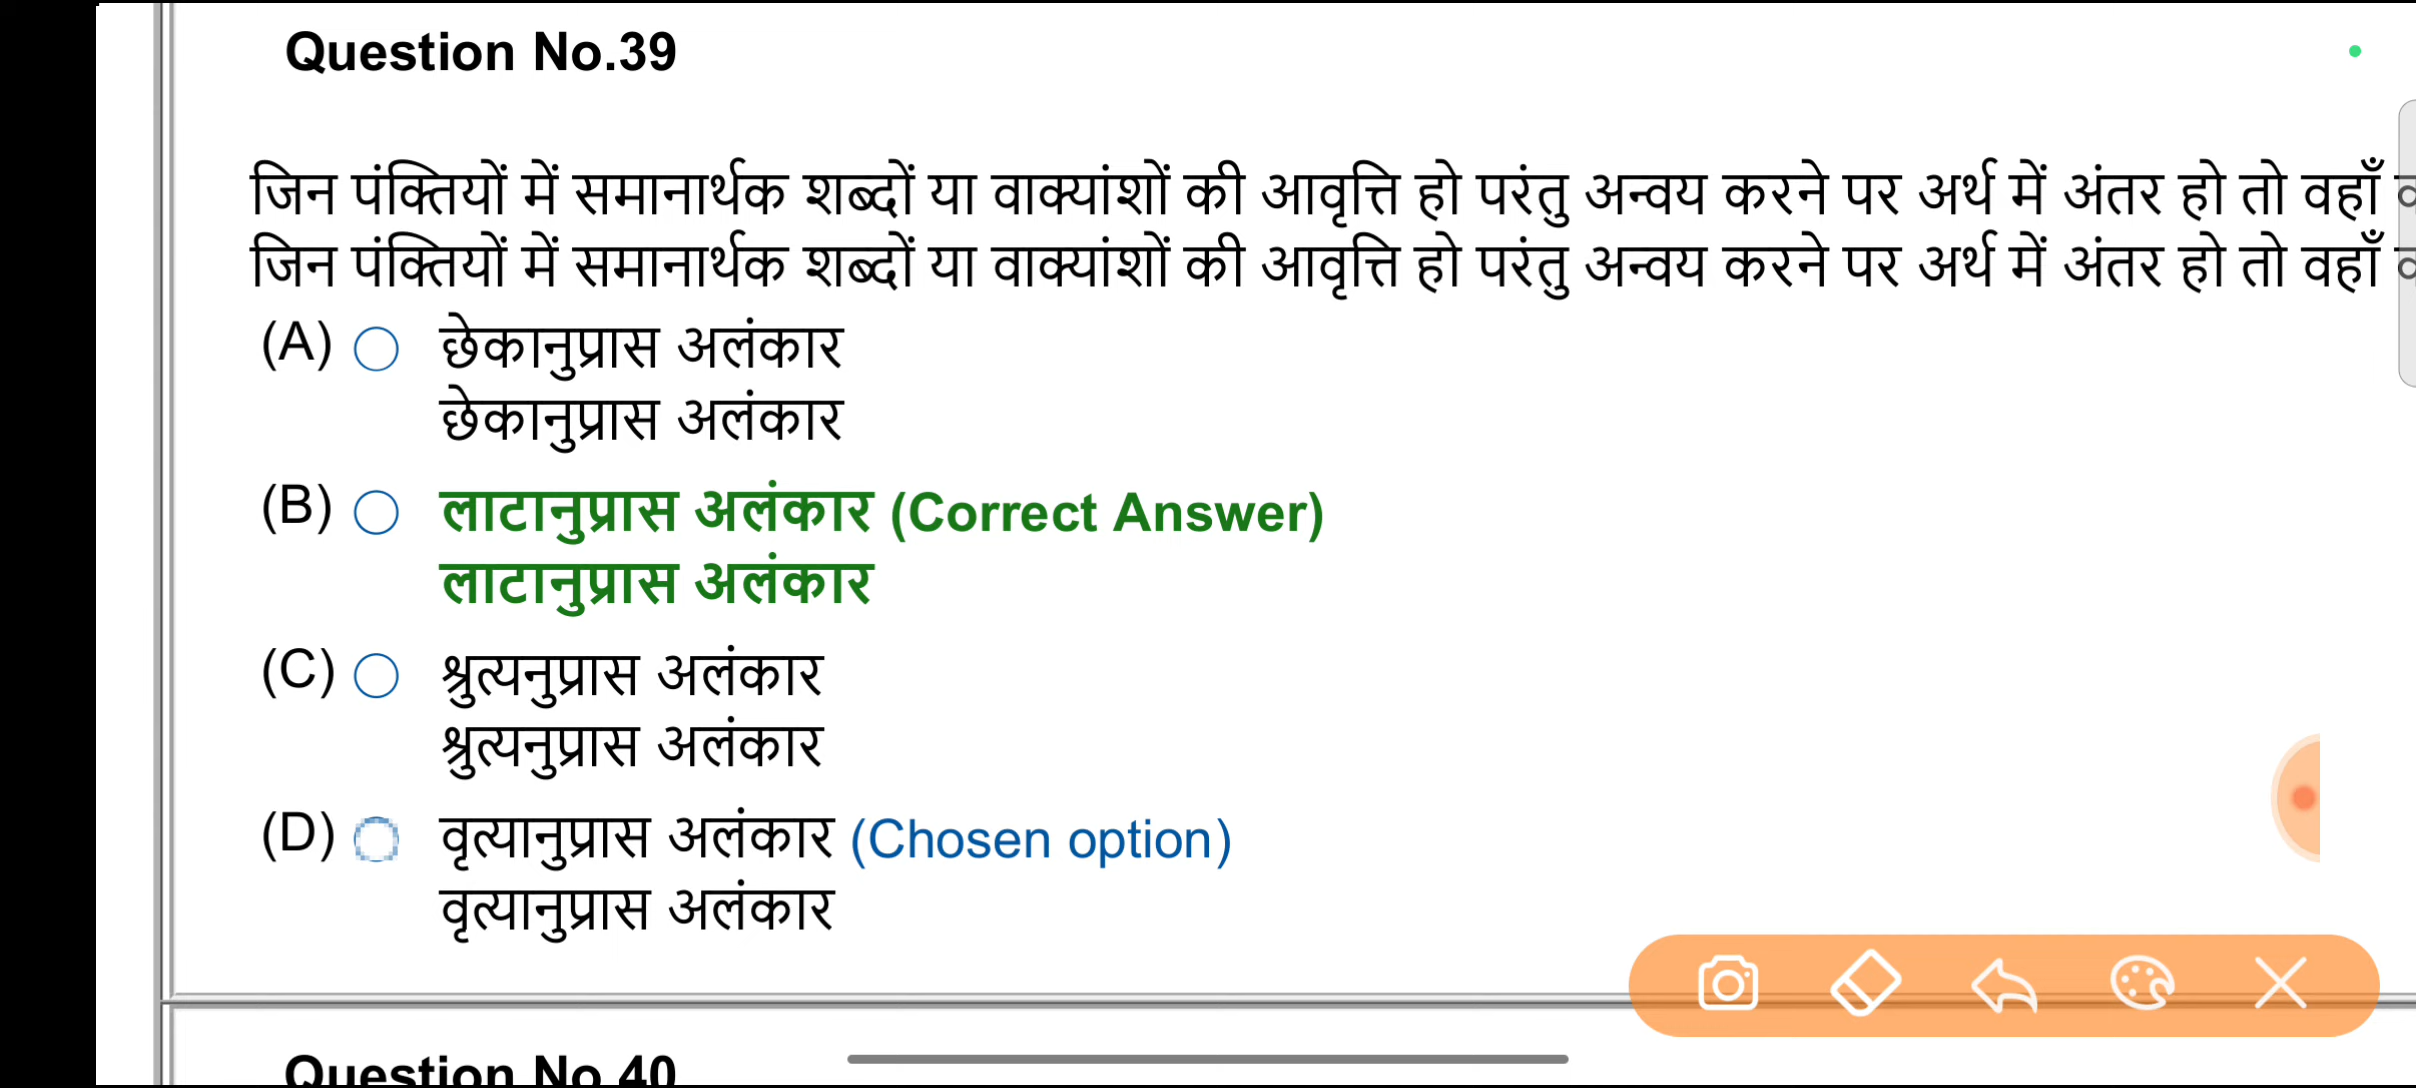 Question No.39
जिन पंक्तियों में समानार्थक शब्दों या वाक्यांशों की आवृत्ति हो परंतु अन्वय करने पर अर्थ में अंतर हो तो वहाँ
जिन पंक्तियों में समानार्थक शब्दों या वाक्यांशों की आवृत्ति हो परंतु अन्वय करने पर अर्थ में अंतर हो तो वहाँ
(A) छेकानुप्रास अलंकार
छेकानुप्रास अलंकार
(B) लाटानुप्रास अलंकार (Correct Answer)
लाटानुप्रास अलंकार
(C) श्रुत्यनुप्रास अलंकार
श्रुत्यनुप्रास अलंकार
(D) वृत्यानुप्रास अलंकार (Chosen option)
वृत्यानुप्रास अलंकार
Question No.40